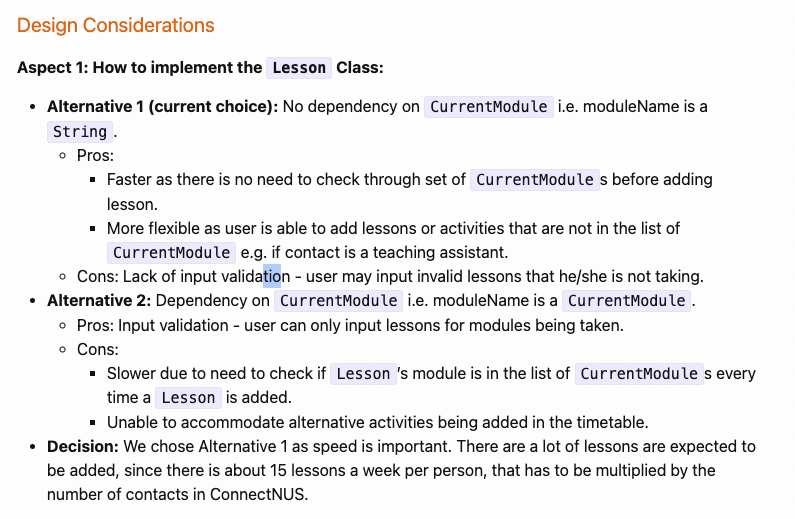 Design Considerations
Aspect 1: How to implement the Lesson Class:
• Alternative 1 (current choice): No dependency on CurrentModule i.e. moduleName is a
String .
◦ Pros:
▪ Faster as there is no need to check through set of CurrentModule s before adding
lesson.
▪ More flexible as user is able to add lessons or activities that are not in the list of
CurrentModule e.g. if contact is a teaching assistant.
◦ Cons: Lack of input validation - user may input invalid lessons that he/she is not taking.
• Alternative 2: Dependency on CurrentModule i.e. moduleName is a CurrentModule .
◦ Pros: Input validation - user can only input lessons for modules being taken.
◦ Cons:
▪ Slower due to need to check if Lesson 's module is in the list of CurrentModule s every
time a Lesson is added.
▪ Unable to accommodate alternative activities being added in the timetable.
• Decision: We chose Alternative 1 as speed is important. There are a lot of lessons are expected to
be added, since there is about 15 lessons a week per person, that has to be multiplied by the
number of contacts in ConnectNUS.